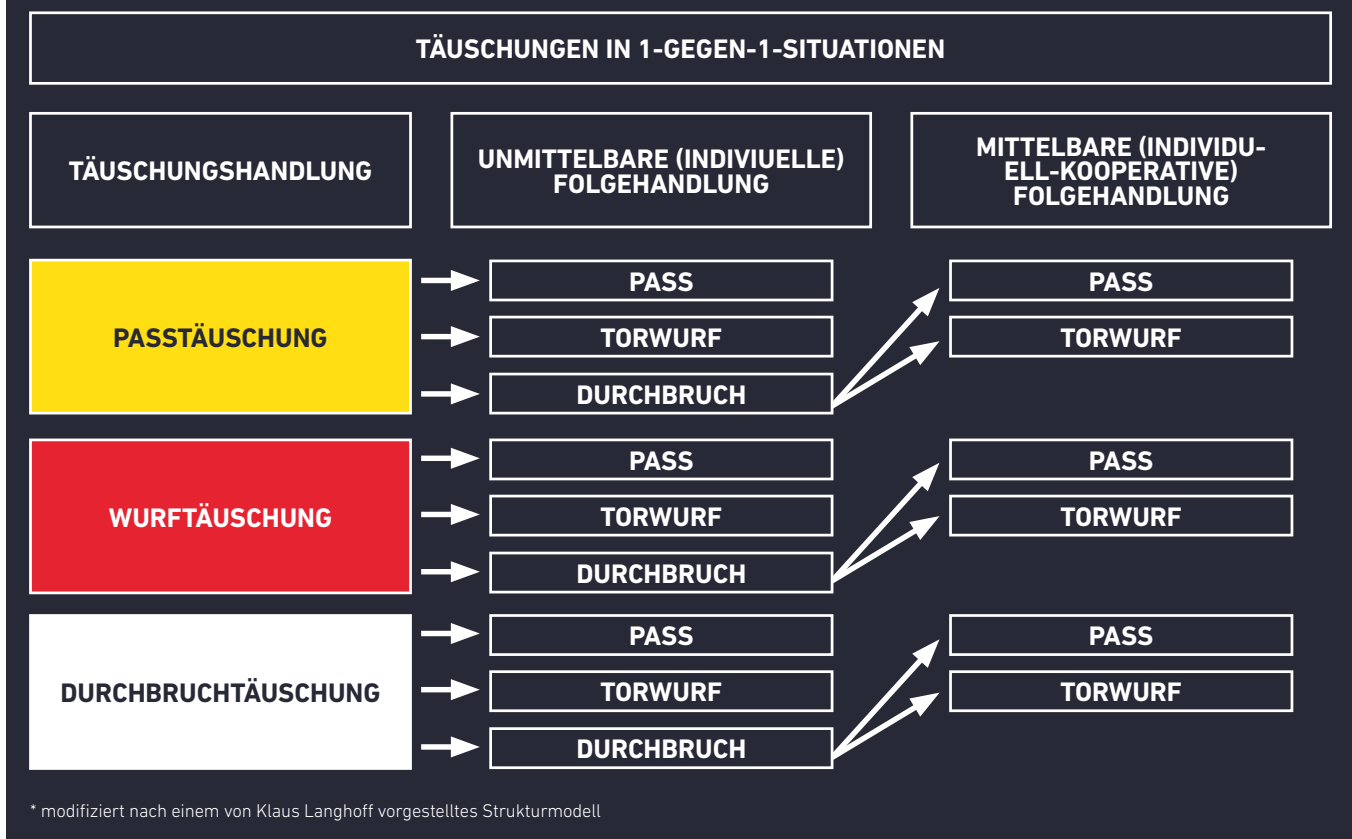 TÄUSCHUNGEN IN 1-GEGEN-1-SITUATIONEN
TÄUSCHUNGSHANDLUNG
UNMITTELBARE (INDIVIUELLE)
FOLGEHANDLUNG
MITTELBARE (INDIVIDU-
ELL-KOOPERATIVE)
FOLGEHANDLUNG
PASSTÄUSCHUNG
PASS
TORWURF
DURCHBRUCH
PASS
TORWURF
WURFTÄUSCHUNG
PASS
TORWURF
DURCHBRUCH
PASS
TORWURF
DURCHBRUCHTÄUSCHUNG
PASS
TORWURF
DURCHBRUCH
PASS
TORWURF
* modifiziert nach einem von Klaus Langhoff vorgestelltes Strukturmodell